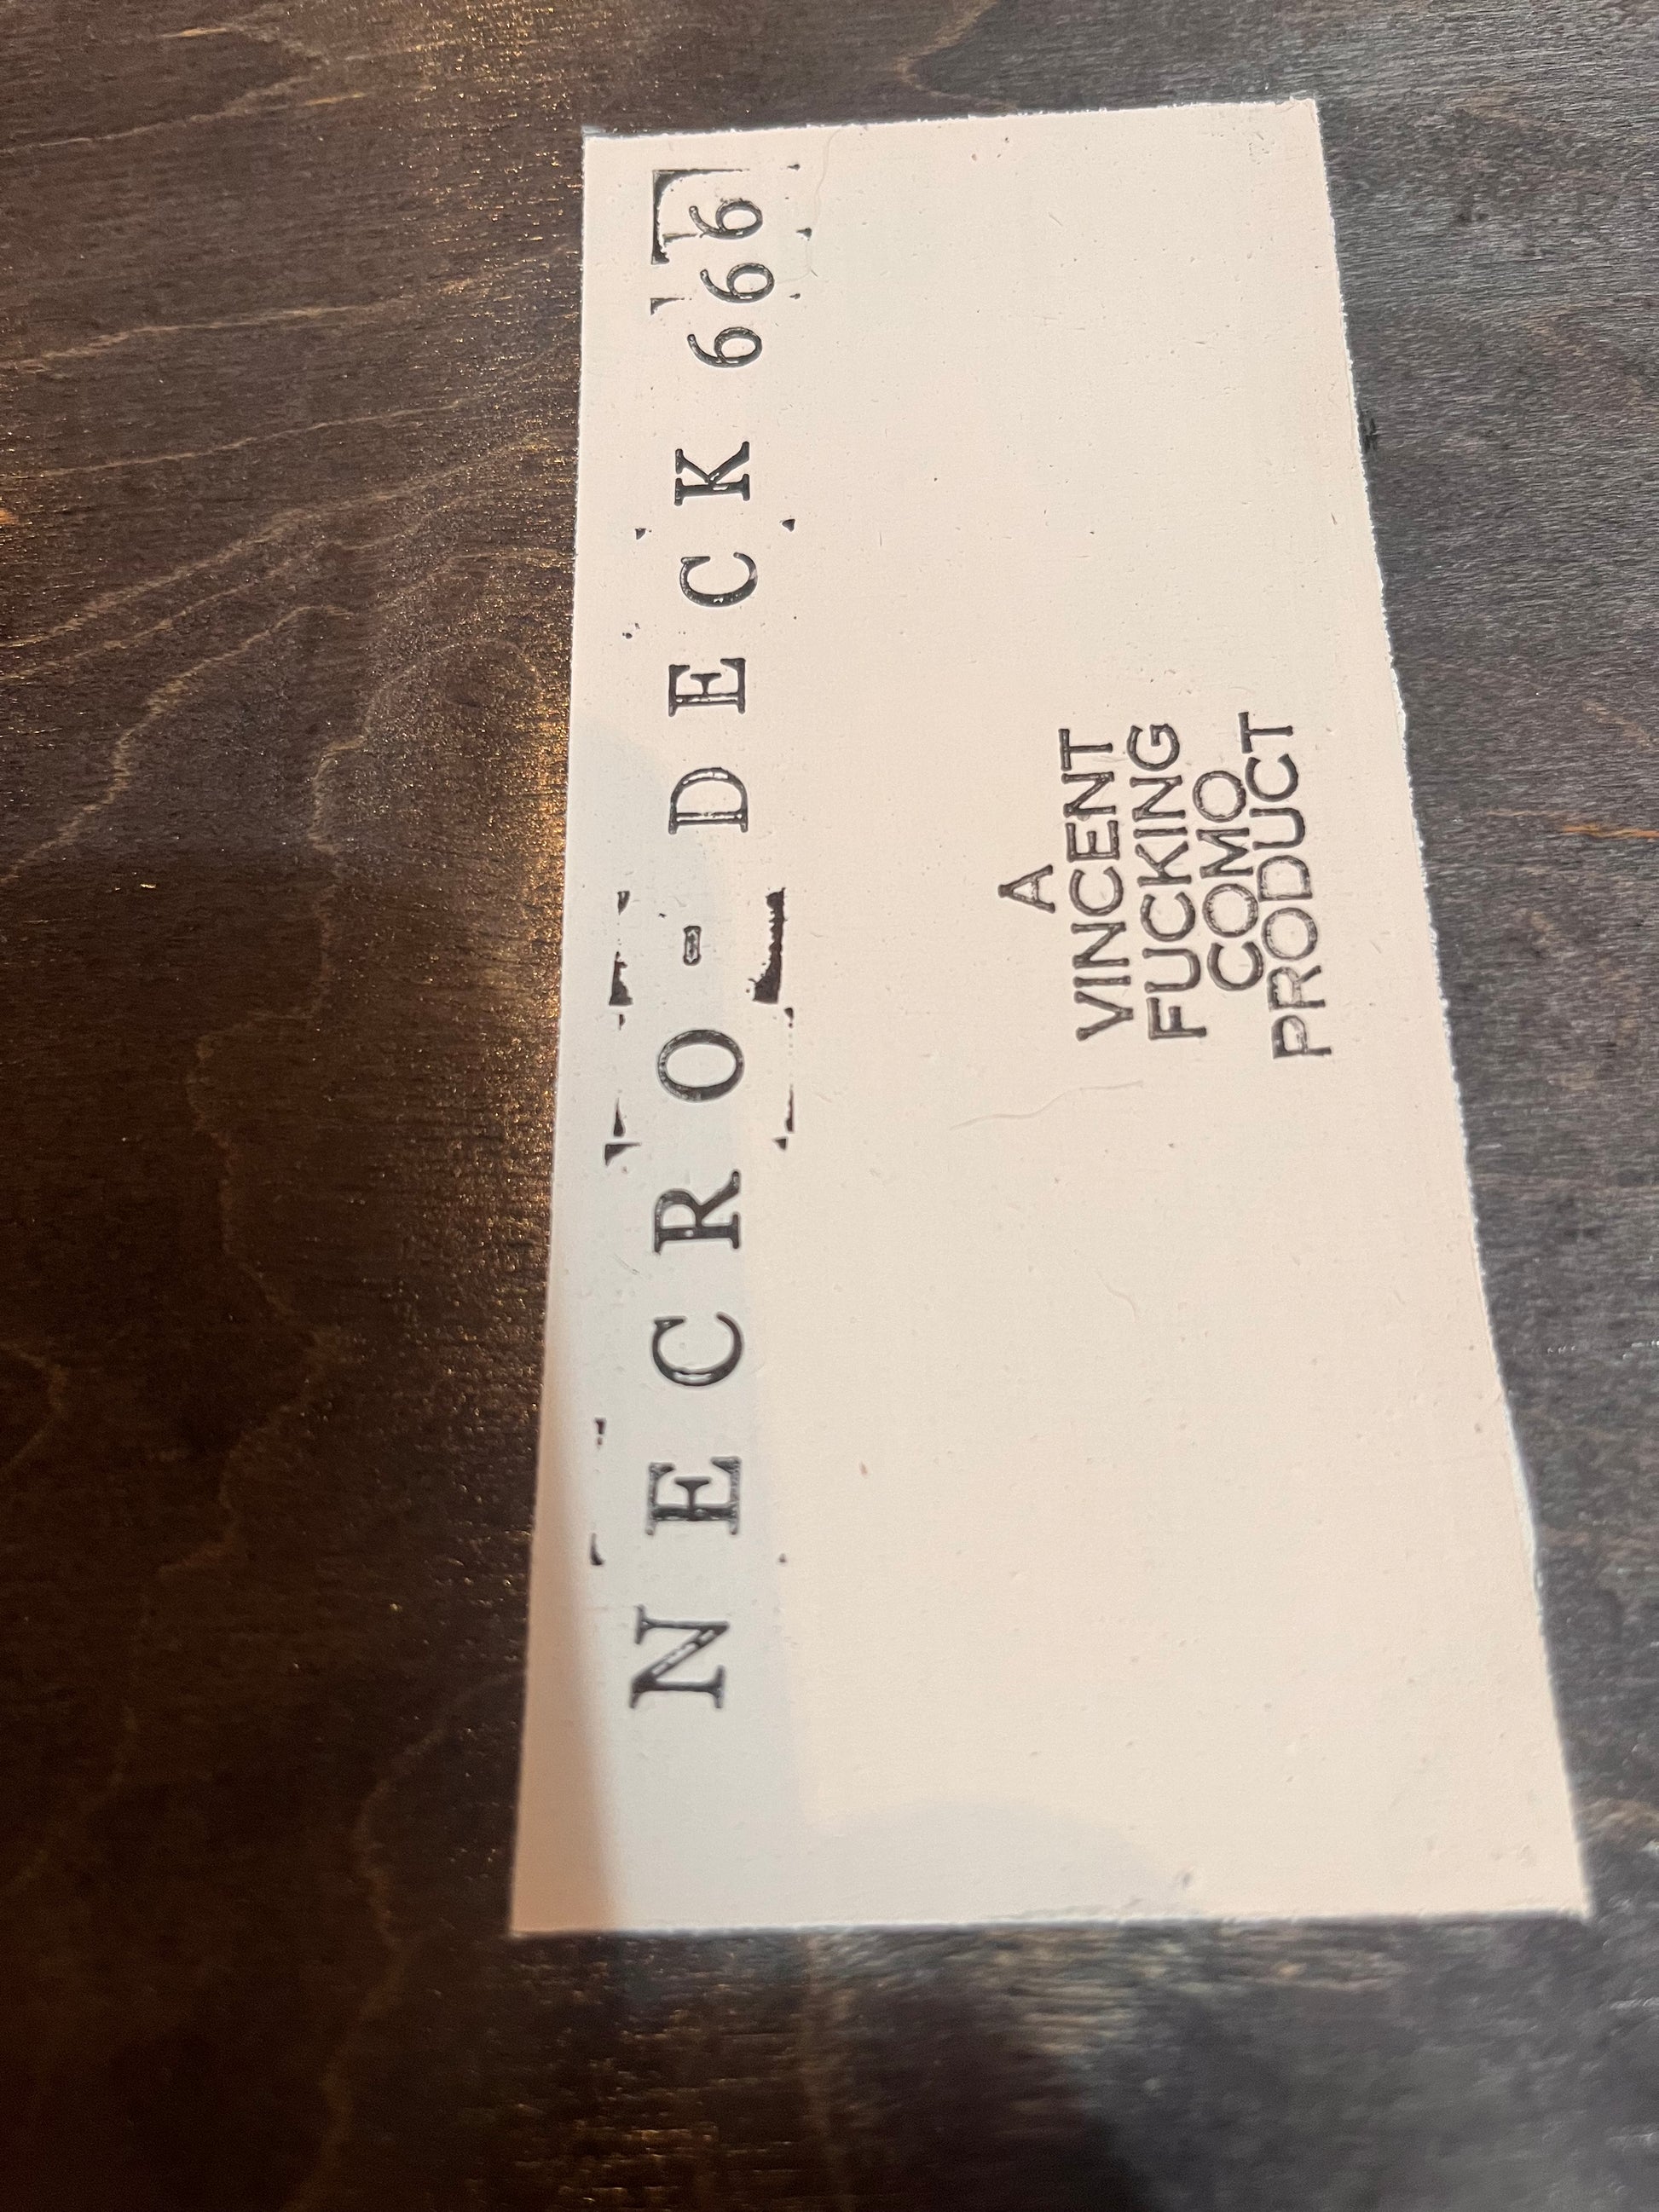 NECRO-DECK 666
A
VINCENT
FUCKING
COMO
PRODUCT